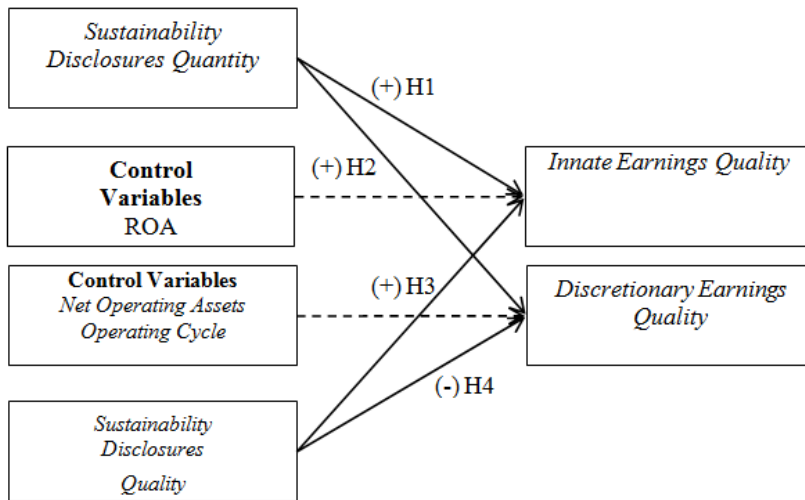 Sustainability
Disclosures Quantity
(+) H1
Control
Variables
ROA
(+) H2
Innate Earnings Quality
Control Variables
Net Operating Assets
Operating Cycle
(+) H3
Discretionary Earnings
Quality
(-) H4
Sustainability
Disclosures
Quality